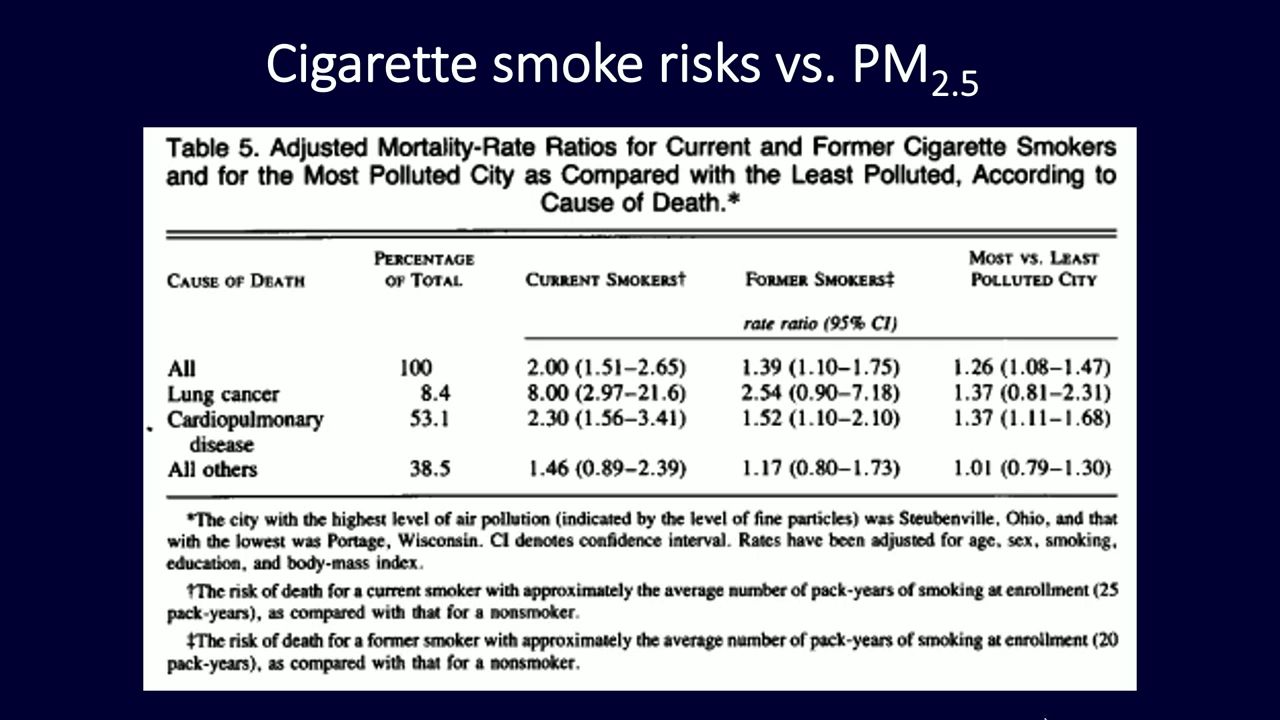 Cigarette smoke risks vs. PM2.5
Table 5. Adjusted Mortality-Rate Ratios for Current and Former Cigarette Smokers
and for the Most Polluted City as Compared with the Least Polluted, According to
Cause of Death.*
CAUSE OF DEATH PERCENTAGE OF TOTAL CURRENT SMOKERS† FORMER SMOKERS‡ MOST VS. LEAST POLLUTED CITY
rate ratio (95% CI)
All 100 2.00 (1.51–2.65) 1.39 (1.10–1.75) 1.26 (1.08–1.47)
Lung cancer 8.4 8.00 (2.97–21.6) 2.54 (0.90–7.18) 1.37 (0.81–2.31)
Cardiopulmonary 53.1 2.30 (1.56–3.41) 1.52 (1.10–2.10) 1.37 (1.11–1.68)
disease
All others 38.5 1.46 (0.89–2.39) 1.17 (0.80–1.73) 1.01 (0.79–1.30)
*The city with the highest level of air pollution (indicated by the level of fine particles) was Steubenville, Ohio, and that
with the lowest was Portage, Wisconsin. CI denotes confidence interval. Rates have been adjusted for age, sex, smoking,
education, and body-mass index.
†The risk of death for a current smoker with approximately the average number of pack-years of smoking at enrollment (25
pack-years), as compared with that for a nonsmoker.
‡The risk of death for a former smoker with approximately the average number of pack-years of smoking at enrollment (20
pack-years), as compared with that for a nonsmoker.